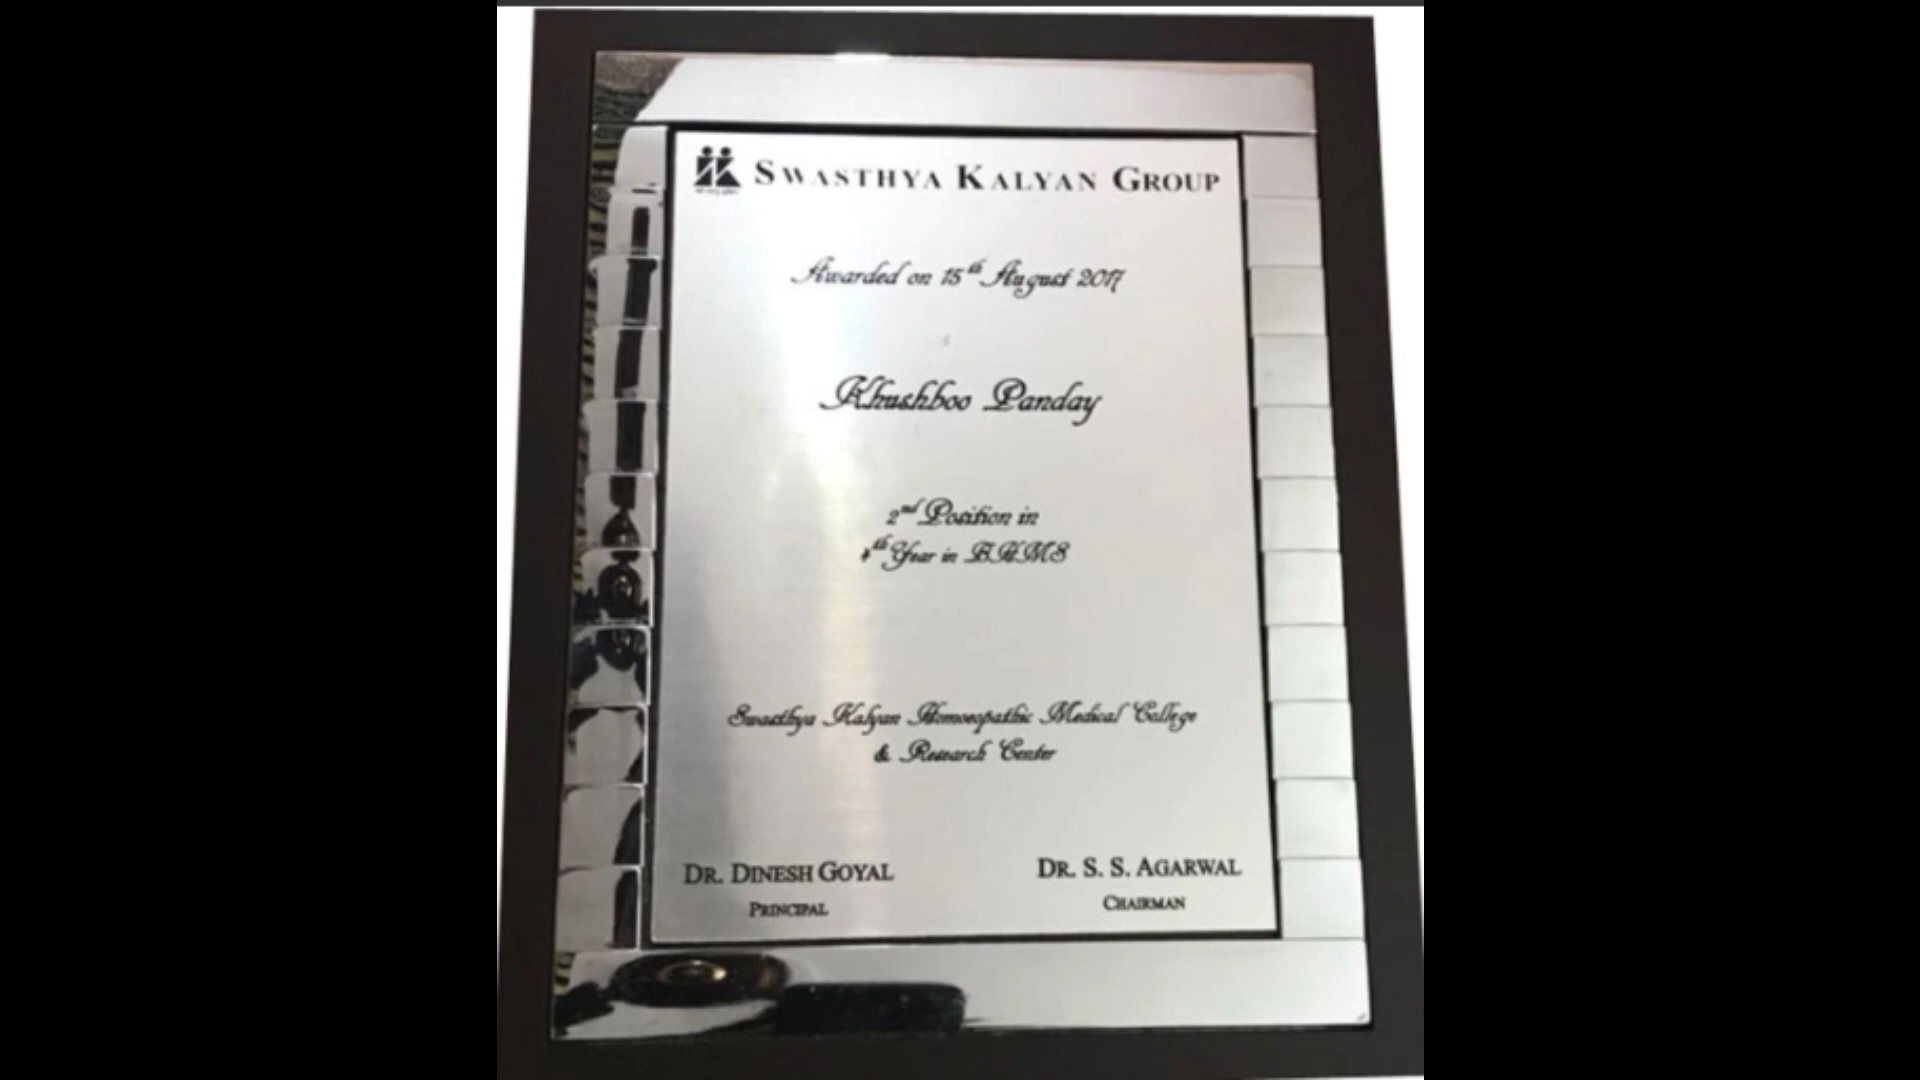 SWASTHYA KALYAN GROUP
Awarded on 15th August 2017
Khushboo Panday
2nd Position in
4th Year in BHMS
Swasthya Kalyan Homoeopathic Medical College
& Research Center
DR. DINESH GOYAL DR. S. S. AGARWAL
PRINCIPAL CHAIRMAN